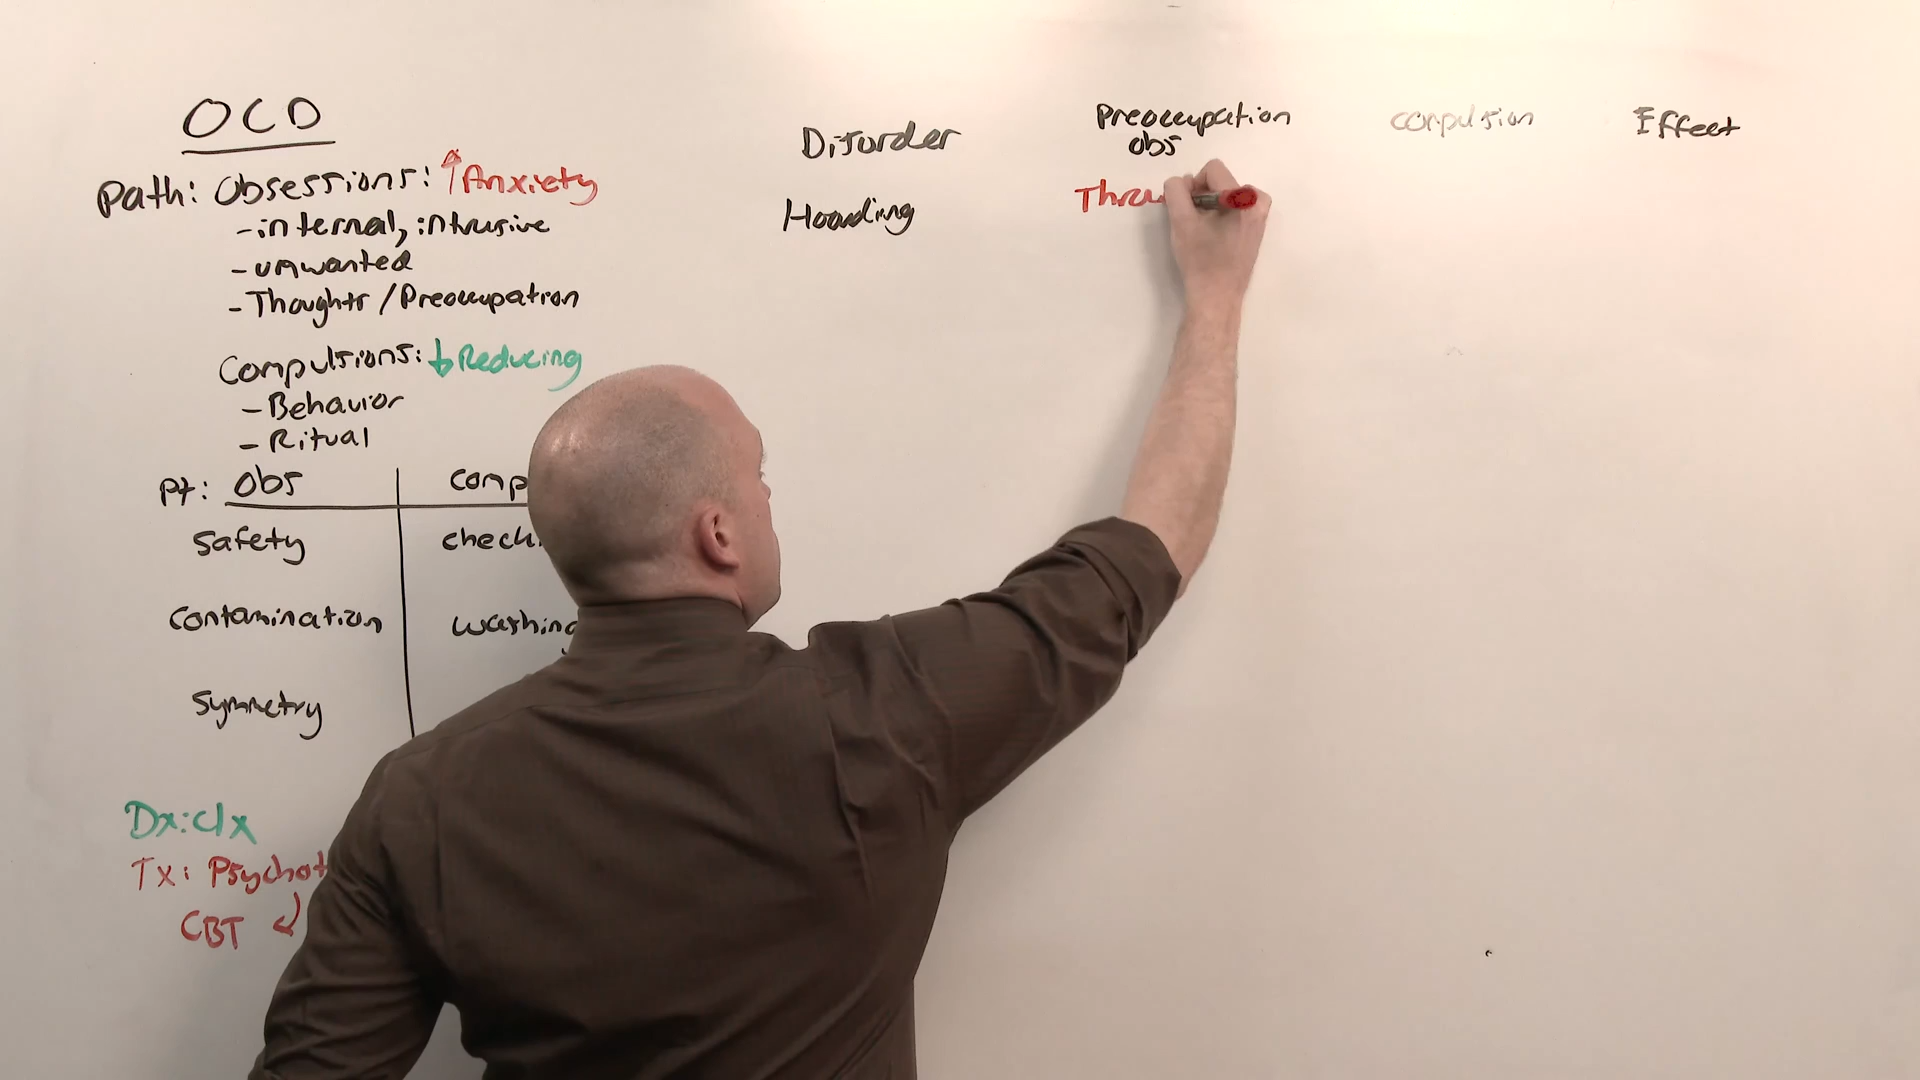 OCD
Path: Obsessions: ↑Anxiety
- internal, intrusive
- unwanted
- Thoughts / Preoccupation
Compulsions: ↓ Reducing
- Behavior
- Ritual
Pt: Obs comp
Safety check
Contamination washing
Symmetry
Dx: clx
Tx: Psychot
CBT
Disorder Preoccupation compulsion Effect
obs
Hoarding Throw